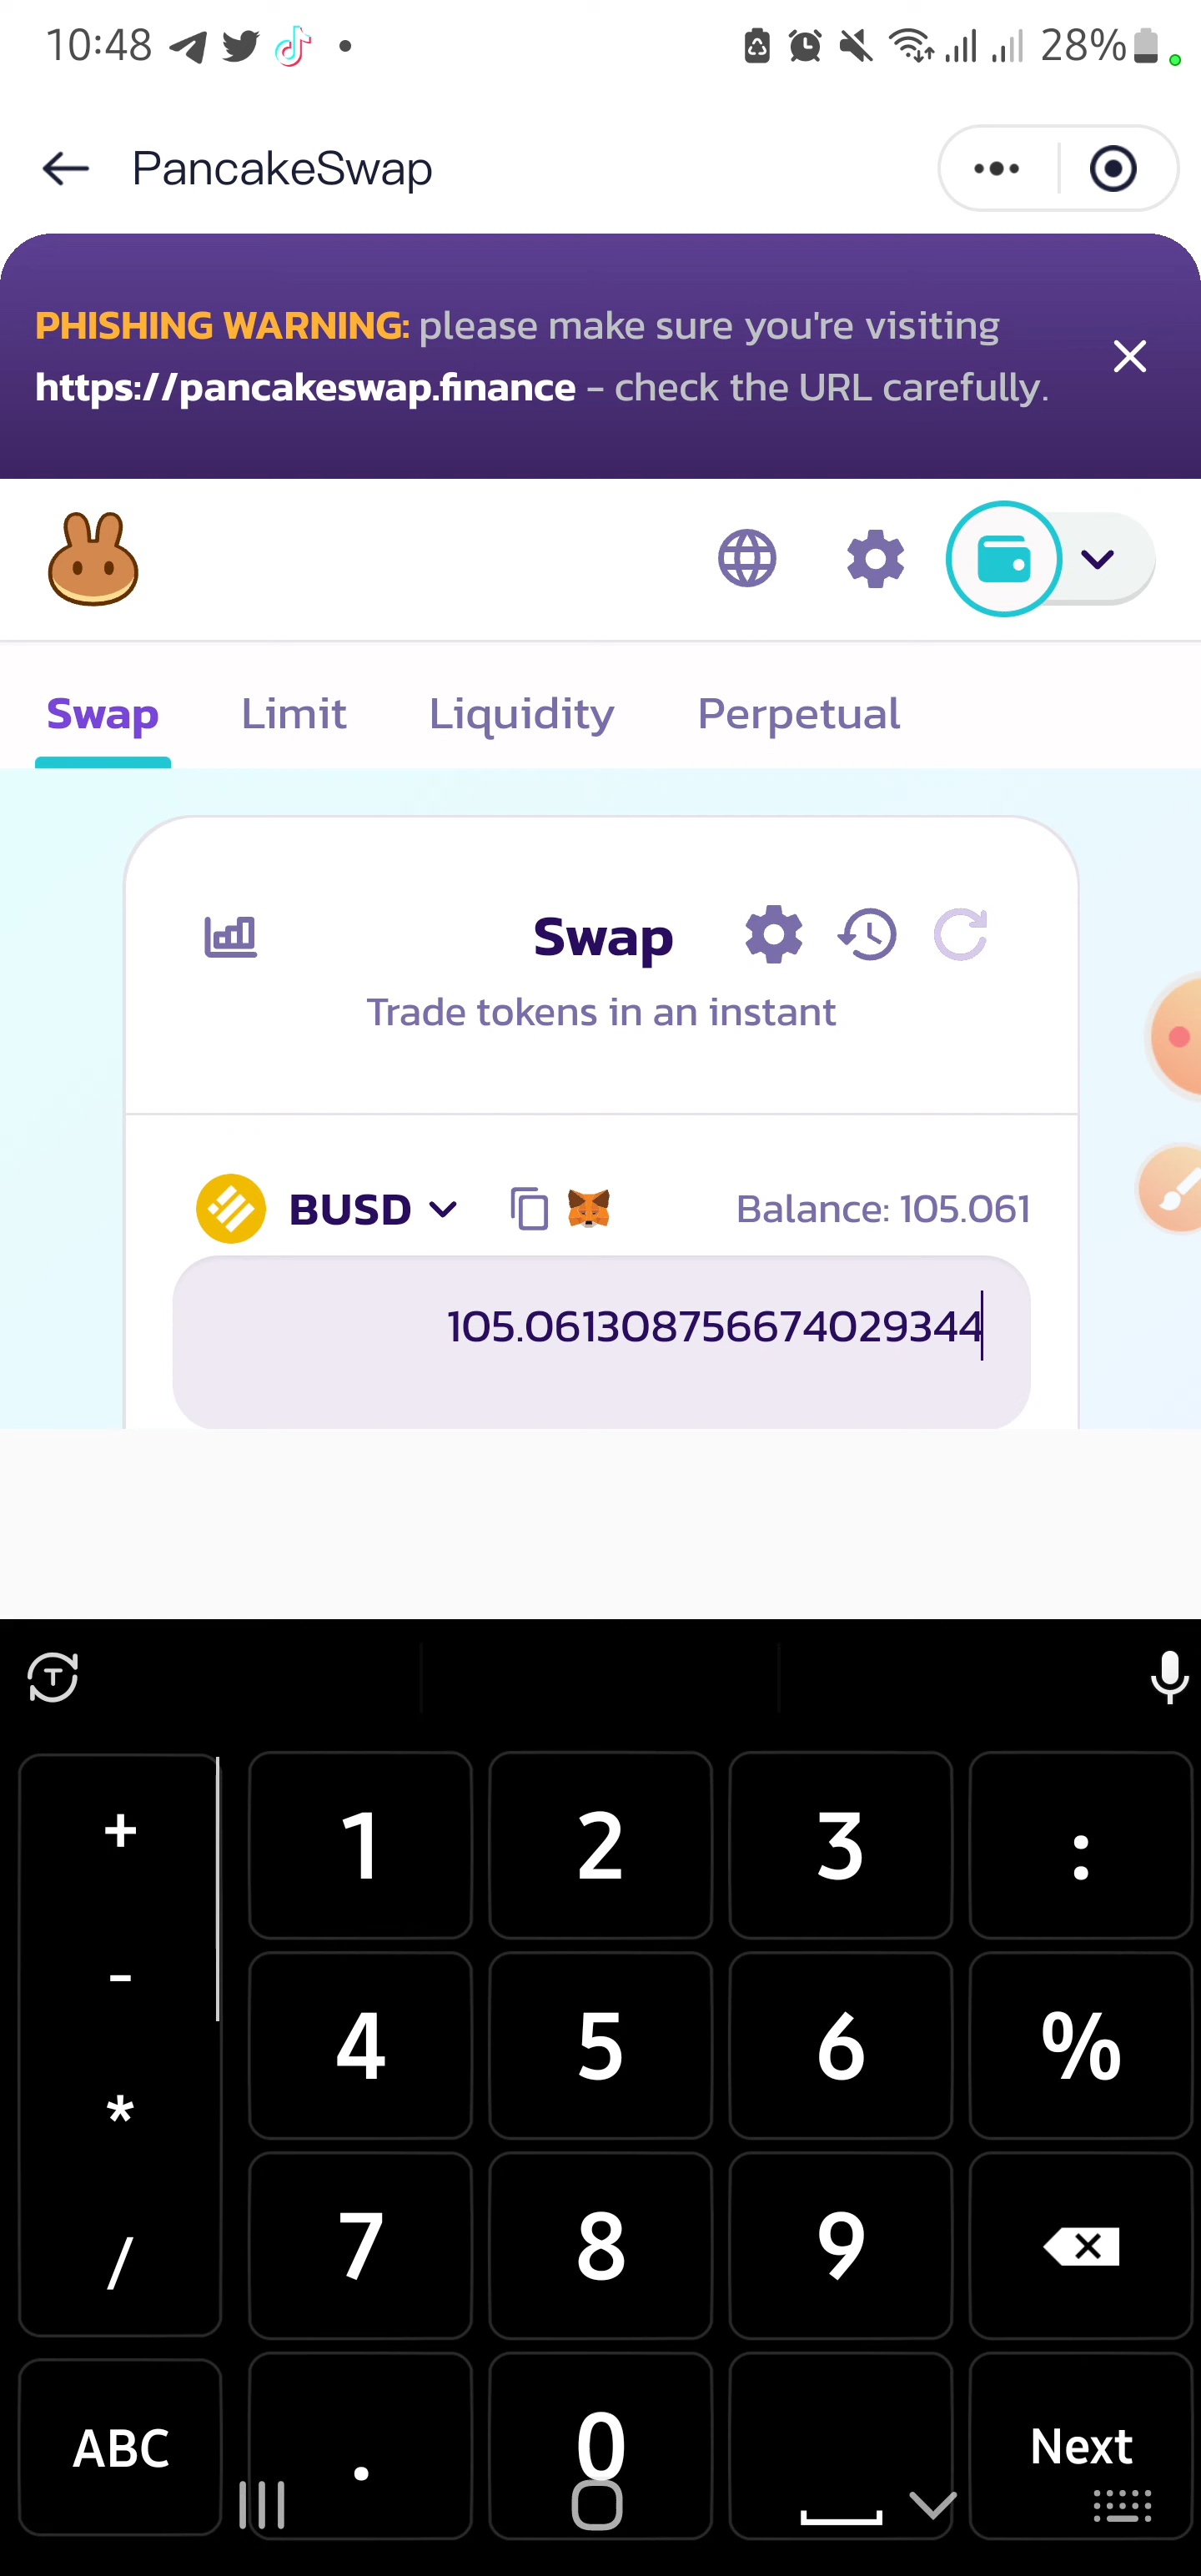 10:48
28%
PancakeSwap
PHISHING WARNING: please make sure you're visiting
https://pancakeswap.finance - check the URL carefully.
Swap Limit Liquidity Perpetual
Swap
Trade tokens in an instant
BUSD Balance: 105.061
105.061308756674029344
T
+ 1 2 3 :
- 4 5 6 %
*
/ 7 8 9
ABC . 0 Next